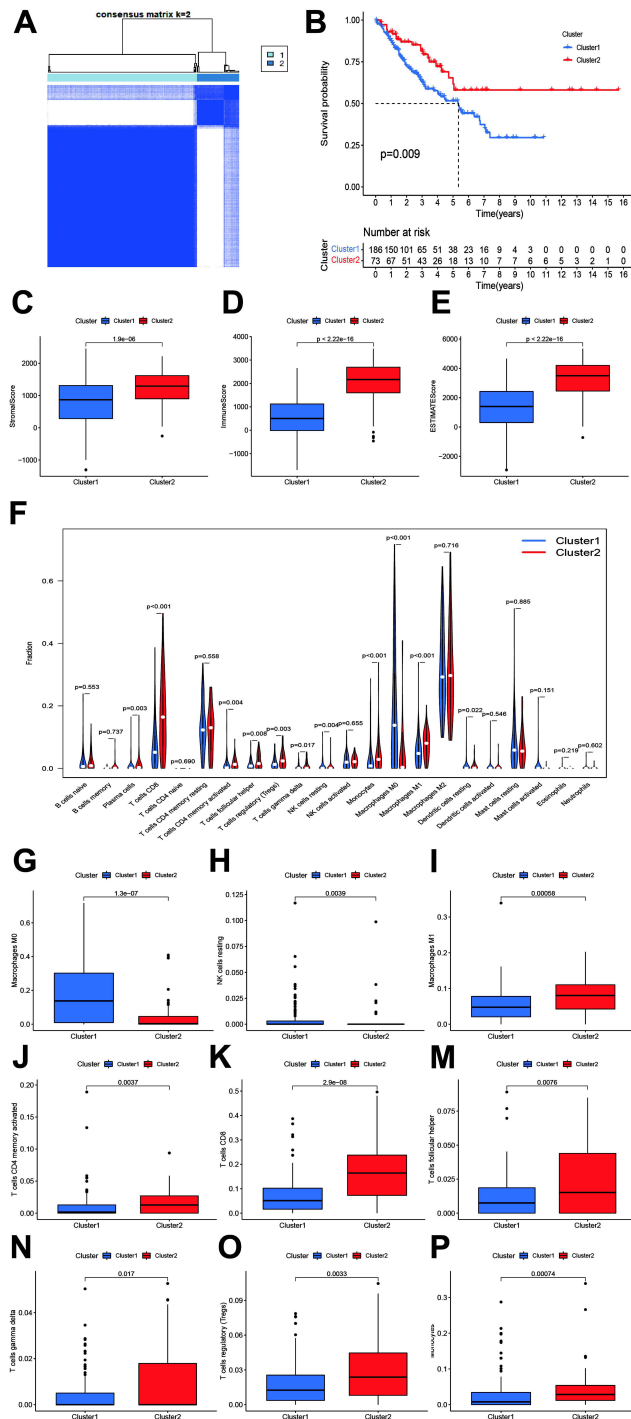 A
consensus matrix k=2
1
2
B
Cluster
Cluster1
Cluster2
Survival probability
1.00
0.75
0.50
0.25
0.00
p=0.009
0 1 2 3 4 5 6 7 8 9 10 11 12 13 14 15 16
Time(years)
Number at risk
Cluster
Cluster1 186 150 101 65 51 38 23 16 9 4 3 0 0 0 0 0 0
Cluster2 73 67 51 43 26 18 13 10 7 7 6 6 5 3 2 1 0
0 1 2 3 4 5 6 7 8 9 10 11 12 13 14 15 16
Time(years)
C
Cluster Cluster1 Cluster2
1.9e-06
StromalScore
2000
1000
0
−1000
Cluster1 Cluster2
D
Cluster Cluster1 Cluster2
p < 2.22e-16
ImmuneScore
4000
3000
2000
1000
0
−1000
Cluster1 Cluster2
E
Cluster Cluster1 Cluster2
p < 2.22e-16
ESTIMATEScore
6000
4000
2000
0
−2000
Cluster1 Cluster2
F
Cluster1
Cluster2
Fraction
0.6
0.4
0.2
0.0
p=0.553
p=0.737
p=0.003
p<0.001
p=0.690
p=0.558
p=0.004
p=0.008
p=0.003
p=0.017
p=0.004
p=0.655
p<0.001
p<0.001
p<0.001
p=0.716
p=0.022
p=0.546
p=0.885
p=0.151
p=0.219
p=0.602
B cells naive
B cells memory
Plasma cells
T cells CD8
T cells CD4 naive
T cells CD4 memory resting
T cells CD4 memory activated
T cells follicular helper
T cells regulatory (Tregs)
T cells gamma delta
NK cells resting
NK cells activated
Monocytes
Macrophages M0
Macrophages M1
Macrophages M2
Dendritic cells resting
Dendritic cells activated
Mast cells resting
Mast cells activated
Eosinophils
Neutrophils
G
Cluster Cluster1 Cluster2
1.3e-07
Macrophages M0
0.6
0.4
0.2
0.0
Cluster1 Cluster2
H
Cluster Cluster1 Cluster2
0.0039
NK cells resting
0.125
0.100
0.075
0.050
0.025
0.000
Cluster1 Cluster2
I
Cluster Cluster1 Cluster2
0.00058
Macrophages M1
0.3
0.2
0.1
0.0
Cluster1 Cluster2
J
Cluster Cluster1 Cluster2
0.0037
T cells CD4 memory activated
0.20
0.15
0.10
0.05
0.00
Cluster1 Cluster2
K
Cluster Cluster1 Cluster2
2.9e-08
T cells CD8
0.5
0.4
0.3
0.2
0.1
0.0
Cluster1 Cluster2
M
Cluster Cluster1 Cluster2
0.0076
T cells follicular helper
0.075
0.050
0.025
0.000
Cluster1 Cluster2
N
Cluster Cluster1 Cluster2
0.017
T cells gamma delta
0.04
0.02
0.00
Cluster1 Cluster2
O
Cluster Cluster1 Cluster2
0.0033
T cells regulatory (Tregs)
0.09
0.06
0.03
0.00
Cluster1 Cluster2
P
Cluster Cluster1 Cluster2
0.00074
Monocytes
0.3
0.2
0.1
0.0
Cluster1 Cluster2